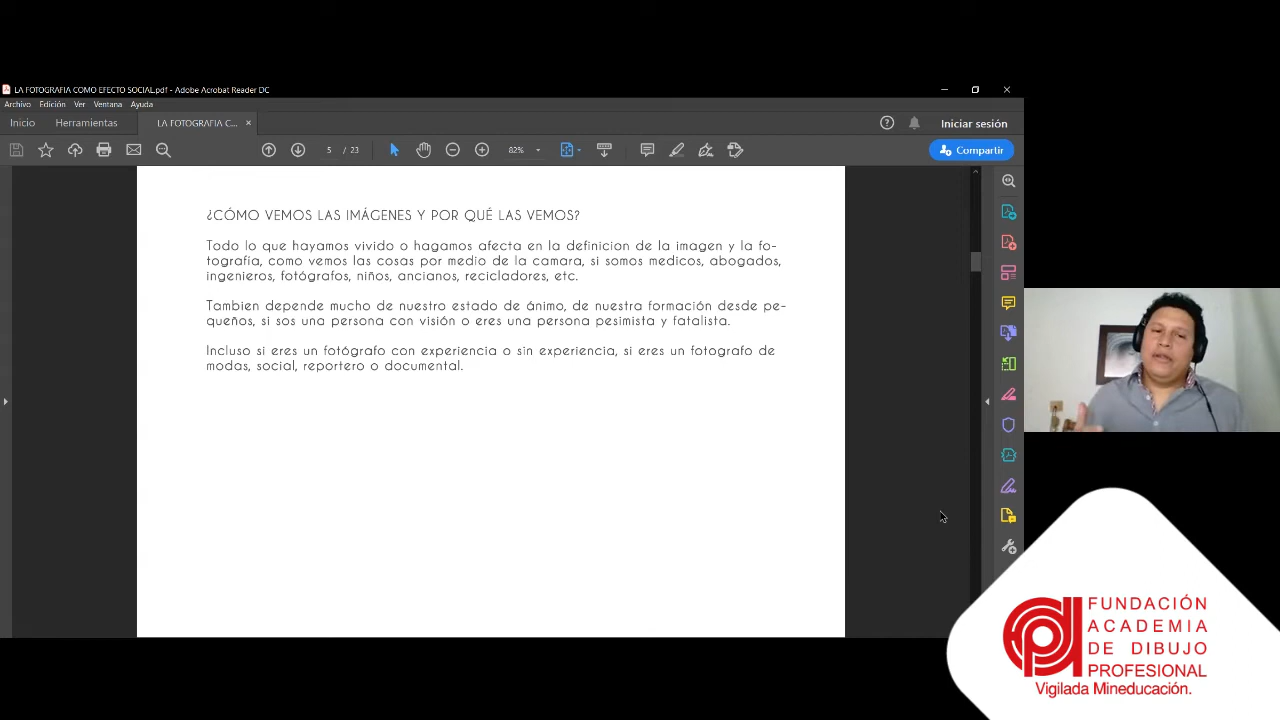 LA FOTOGRAFIA COMO EFECTO SOCIAL.pdf - Adobe Acrobat Reader DC
Archivo Edición Ver Ventana Ayuda
Inicio Herramientas LA FOTOGRAFIA C... × Iniciar sesión
5 / 23 82% Compartir
¿CÓMO VEMOS LAS IMÁGENES Y POR QUÉ LAS VEMOS?
Todo lo que hayamos vivido o hagamos afecta en la definicion de la imagen y la fo-
tografía, como vemos las cosas por medio de la camara, si somos medicos, abogados,
ingenieros, fotógrafos, niños, ancianos, recicladores, etc.
Tambien depende mucho de nuestro estado de ánimo, de nuestra formación desde pe-
queños, si sos una persona con visión o eres una persona pesimista y fatalista.
Incluso si eres un fotógrafo con experiencia o sin experiencia, si eres un fotografo de
modas, social, reportero o documental.
FUNDACIÓN
ACADEMIA
DE DIBUJO
PROFESIONAL
Vigilada Mineducación.